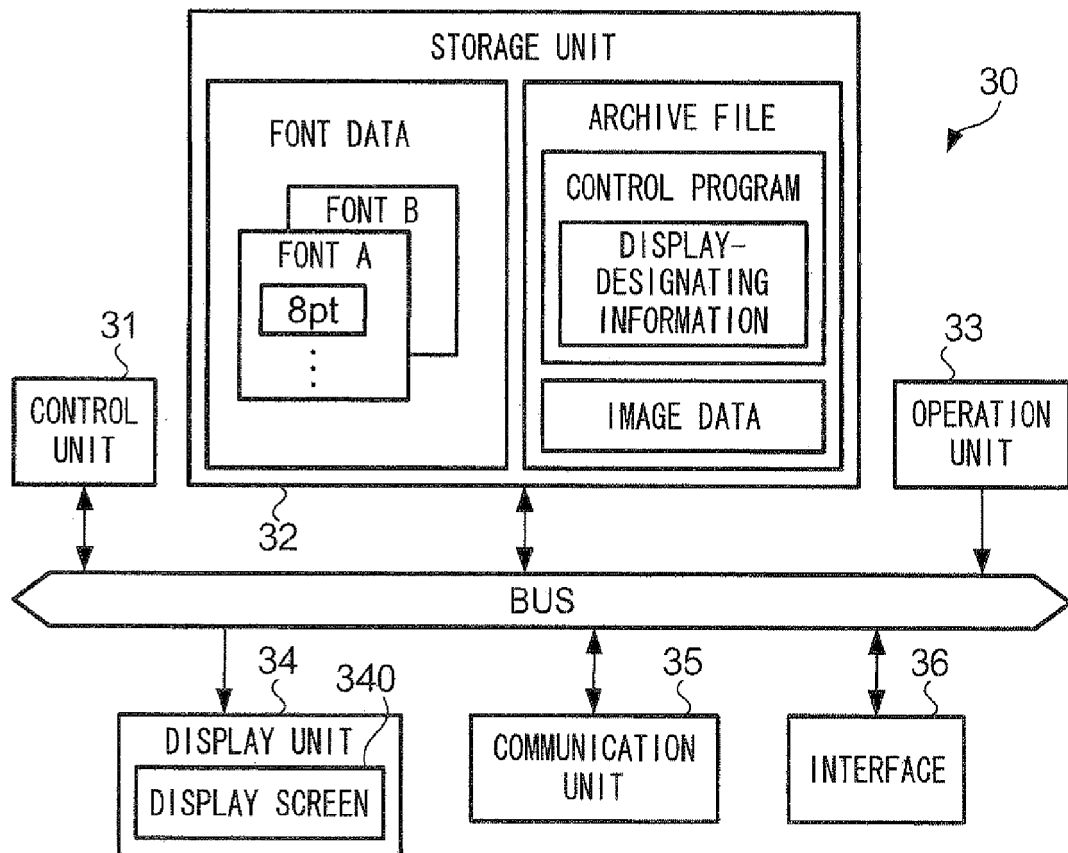 STORAGE UNIT
30
FONT DATA
FONT B
FONT A
8pt
ARCHIVE FILE
CONTROL PROGRAM
DISPLAY-
DESIGNATING
INFORMATION
IMAGE DATA
31
CONTROL
UNIT
32
33
OPERATION
UNIT
BUS
34
340
DISPLAY UNIT
DISPLAY SCREEN
35
COMMUNICATION
UNIT
36
INTERFACE